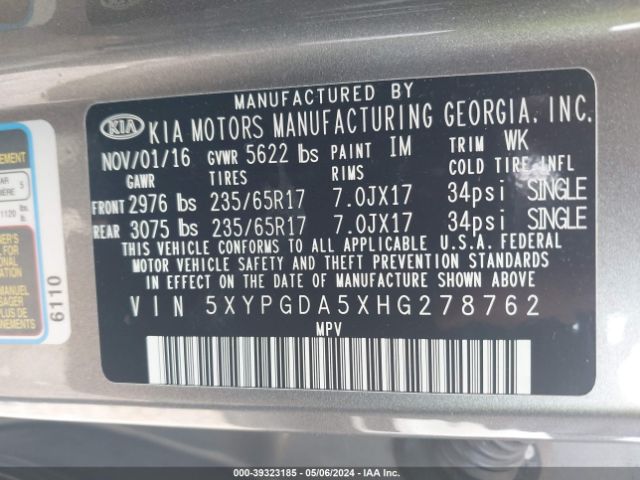 MANUFACTURED BY
KIA KIA MOTORS MANUFACTURING GEORGIA, INC.
NOV/01/16 GVWR 5622 lbs PAINT IM TRIM WK
GAWR TIRES RIMS COLD TIRE INFL
FRONT 2976 lbs 235/65R17 7.0JX17 34psi SINGLE
REAR 3075 lbs 235/65R17 7.0JX17 34psi SINGLE
THIS VEHICLE CONFORMS TO ALL APPLICABLE U.S.A. FEDERAL
MOTOR VEHICLE SAFETY AND THEFT PREVENTION STANDARDS
IN EFFECT ON THE DATE OF MANUFACTURE SHOWN ABOVE.
VIN 5XYPGDA5XHG278762
MPV
6110
000-39323185 - 05/06/2024 - IAA Inc.